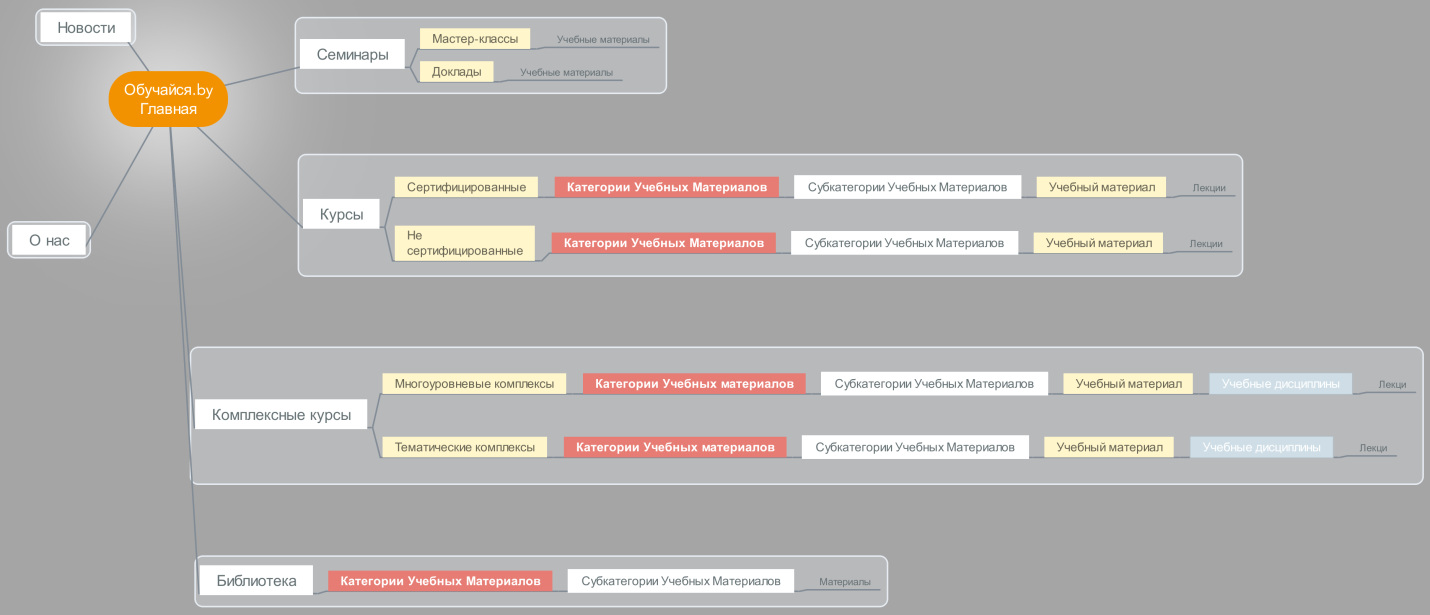 Новости
Обучайся.by
Главная
О нас
Семинары
Мастер-классы
Учебные материалы
Доклады
Учебные материалы
Курсы
Сертифицированные
Категории Учебных Материалов
Субкатегории Учебных Материалов
Учебный материал
Лекции
Не
сертифицированные
Категории Учебных Материалов
Субкатегории Учебных Материалов
Учебный материал
Лекции
Комплексные курсы
Многоуровневые комплексы
Категории Учебных материалов
Субкатегории Учебных Материалов
Учебный материал
Учебные дисциплины
Лекци
Тематические комплексы
Категории Учебных материалов
Субкатегории Учебных Материалов
Учебный материал
Учебные дисциплины
Лекци
Библиотека
Категории Учебных Материалов
Субкатегории Учебных Материалов
Материалы